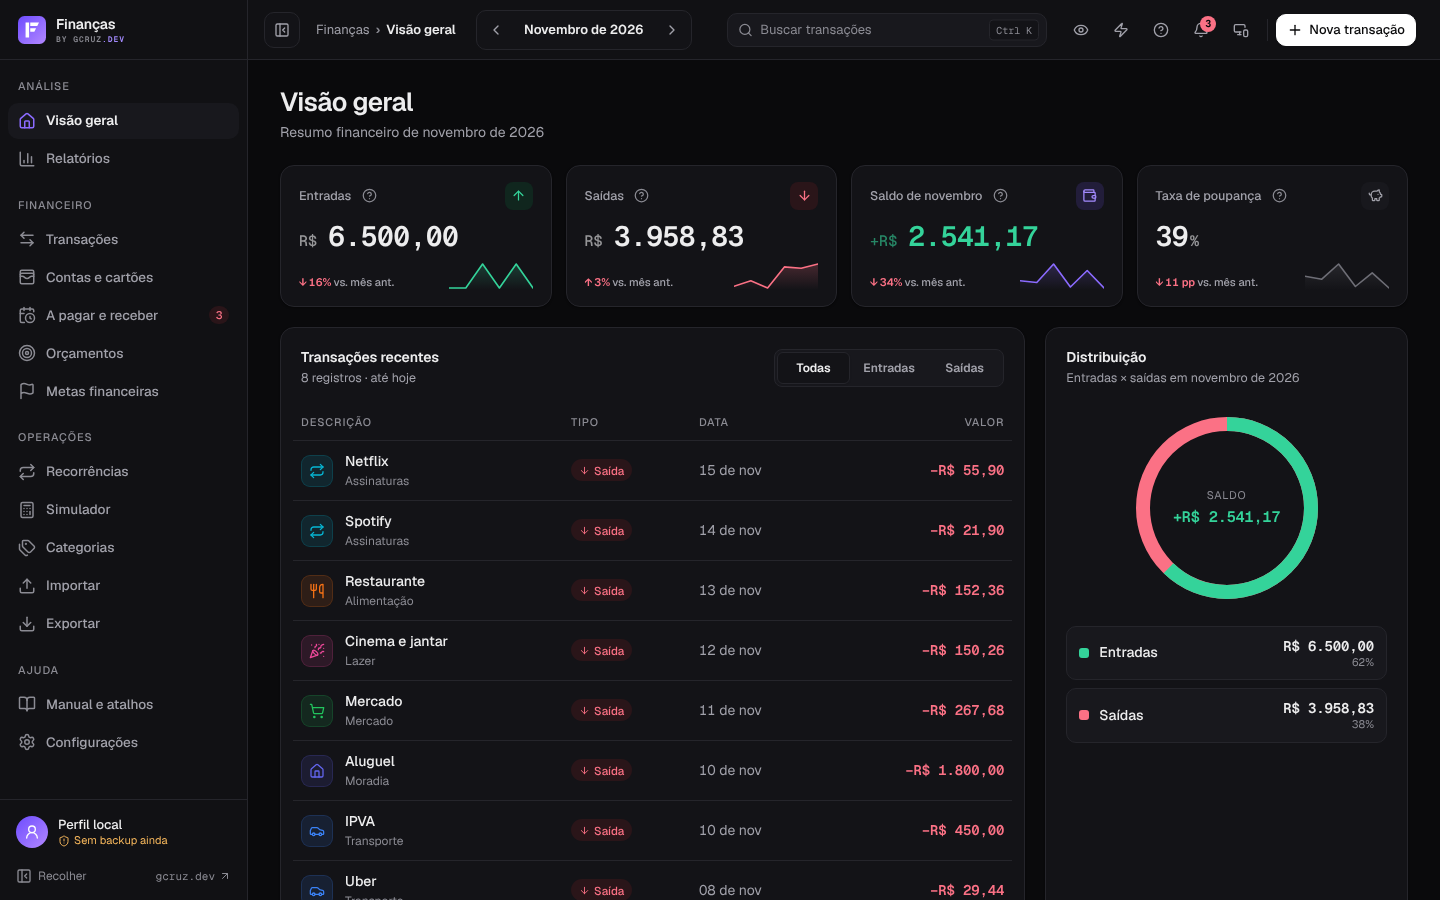 Finanças
BY GCRUZ.DEV
ANÁLISE
Visão geral
Relatórios
FINANCEIRO
Transações
Contas e cartões
A pagar e receber
3
Orçamentos
Metas financeiras
OPERAÇÕES
Recorrências
Simulador
Categorias
Importar
Exportar
AJUDA
Manual e atalhos
Configurações
Perfil local
Sem backup ainda
Recolher
gcruz.dev
Finanças › Visão geral
Novembro de 2026
Buscar transações
Ctrl K
3
Nova transação
Visão geral
Resumo financeiro de novembro de 2026
Entradas
R$ 6.500,00
↓16% vs. mês ant.
Saídas
R$ 3.958,83
↑3% vs. mês ant.
Saldo de novembro
+R$ 2.541,17
↓34% vs. mês ant.
Taxa de poupança
39%
↓11 pp vs. mês ant.
Transações recentes
8 registros · até hoje
Todas
Entradas
Saídas
DESCRIÇÃO TIPO DATA VALOR
Netflix
Assinaturas
↓ Saída
15 de nov
−R$ 55,90
Spotify
Assinaturas
↓ Saída
14 de nov
−R$ 21,90
Restaurante
Alimentação
↓ Saída
13 de nov
−R$ 152,36
Cinema e jantar
Lazer
↓ Saída
12 de nov
−R$ 150,26
Mercado
Mercado
↓ Saída
11 de nov
−R$ 267,68
Aluguel
Moradia
↓ Saída
10 de nov
−R$ 1.800,00
IPVA
Transporte
↓ Saída
10 de nov
−R$ 450,00
Uber
Transporte
↓ Saída
08 de nov
−R$ 29,44
Distribuição
Entradas × saídas em novembro de 2026
SALDO
+R$ 2.541,17
Entradas
R$ 6.500,00
62%
Saídas
R$ 3.958,83
38%